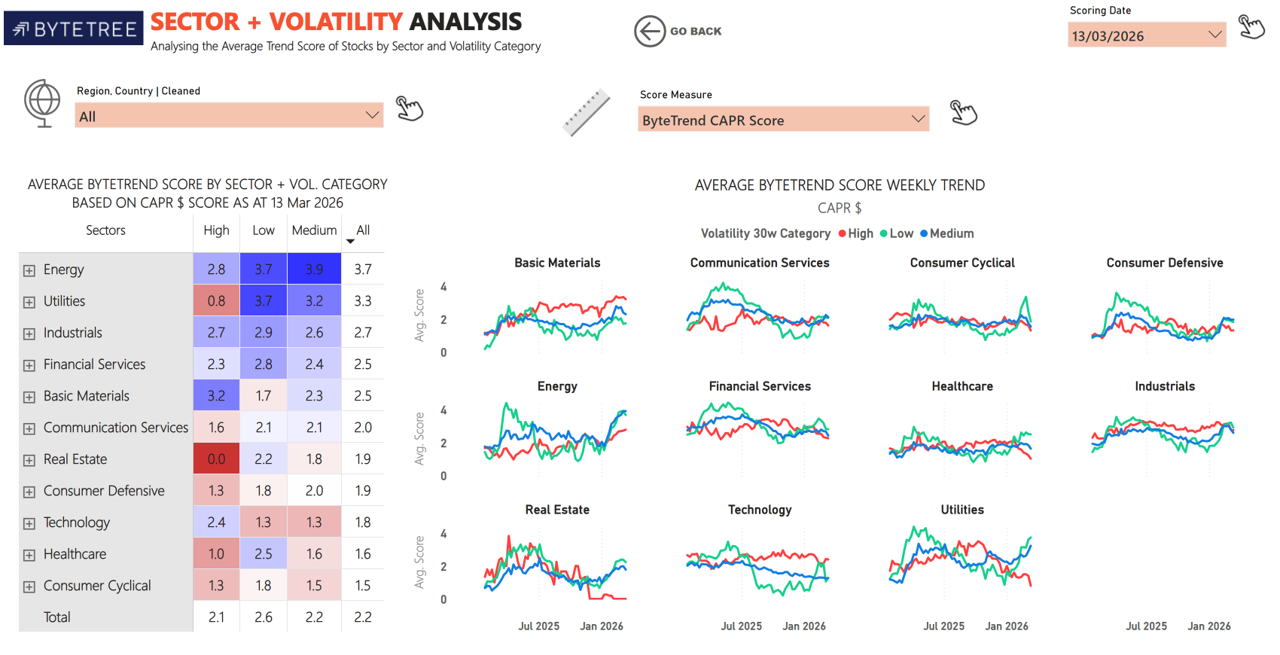 BYTETREE
SECTOR + VOLATILITY ANALYSIS
Analysing the Average Trend Score of Stocks by Sector and Volatility Category
GO BACK
Scoring Date
13/03/2026
Region, Country | Cleaned
All
Score Measure
ByteTrend CAPR Score
AVERAGE BYTETREND SCORE BY SECTOR + VOL. CATEGORY
BASED ON CAPR $ SCORE AS AT 13 Mar 2026
Sectors High Low Medium All
Energy 2.8 3.7 3.9 3.7
Utilities 0.8 3.7 3.2 3.3
Industrials 2.7 2.9 2.6 2.7
Financial Services 2.3 2.8 2.4 2.5
Basic Materials 3.2 1.7 2.3 2.5
Communication Services 1.6 2.1 2.1 2.0
Real Estate 0.0 2.2 1.8 1.9
Consumer Defensive 1.3 1.8 2.0 1.9
Technology 2.4 1.3 1.3 1.8
Healthcare 1.0 2.5 1.6 1.6
Consumer Cyclical 1.3 1.8 1.5 1.5
Total 2.1 2.6 2.2 2.2
AVERAGE BYTETREND SCORE WEEKLY TREND
CAPR $
Volatility 30w Category High Low Medium
Basic Materials Communication Services Consumer Cyclical Consumer Defensive
Avg. Score
4
2
0
Energy Financial Services Healthcare Industrials
Avg. Score
4
2
0
Real Estate Technology Utilities
Avg. Score
4
2
0
Jul 2025 Jan 2026 Jul 2025 Jan 2026 Jul 2025 Jan 2026 Jul 2025 Jan 2026